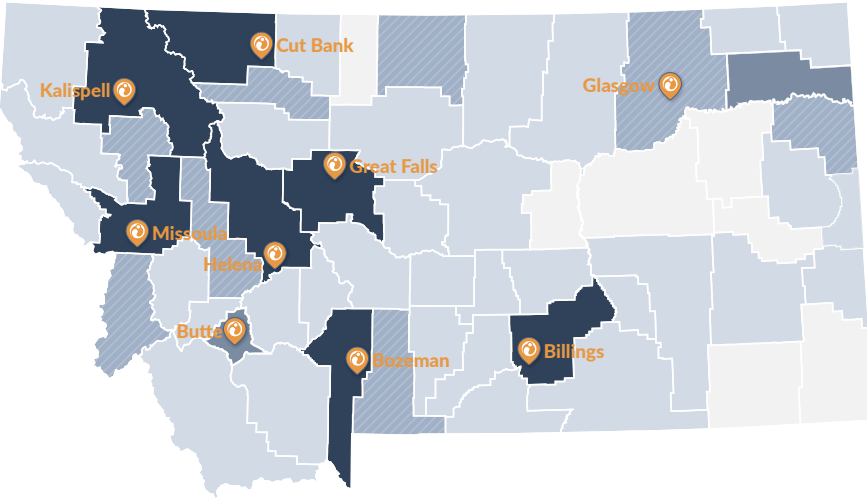 Cut Bank
Kalispell
Glasgow
Great Falls
Missoula
Helena
Butte
Bozeman
Billings